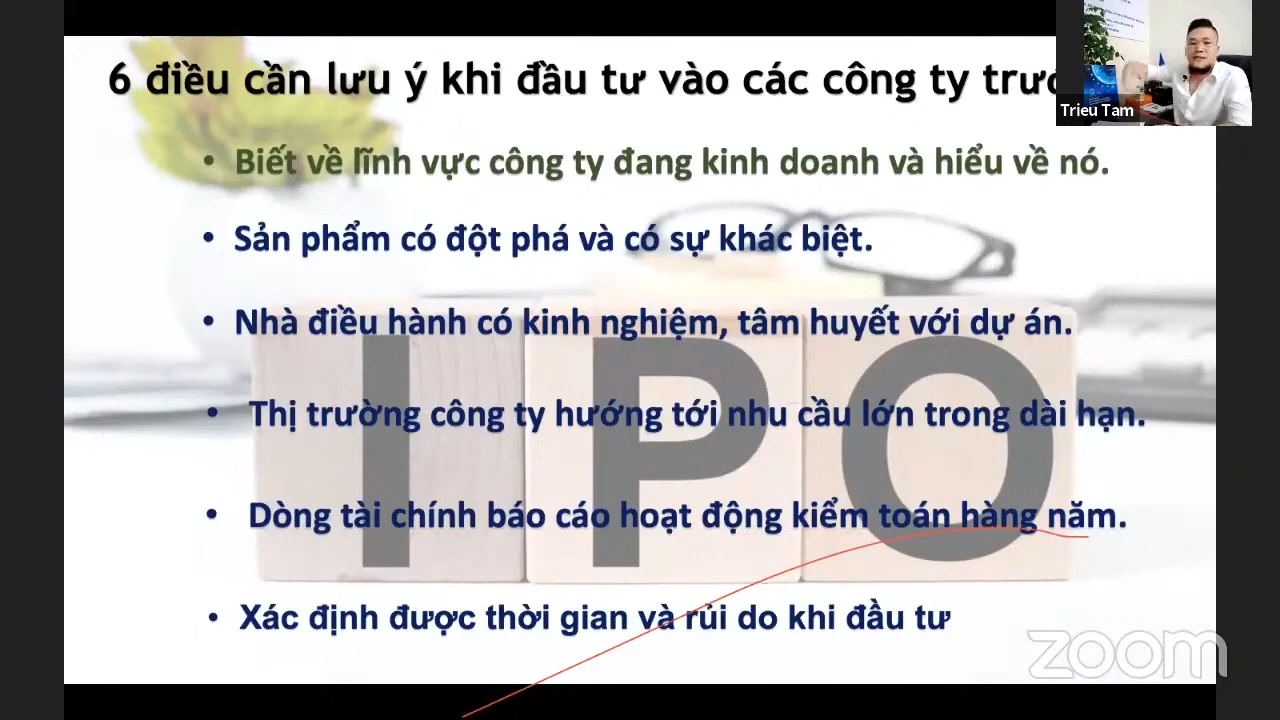 6 điều cần lưu ý khi đầu tư vào các công ty
Trieu Tam
• Biết về lĩnh vực công ty đang kinh doanh và hiểu về nó.
• Sản phẩm có đột phá và có sự khác biệt.
• Nhà điều hành có kinh nghiệm, tâm huyết với dự án.
• Thị trường công ty hướng tới nhu cầu lớn trong dài hạn.
• Dòng tài chính báo cáo hoạt động kiểm toán hàng năm.
• Xác định được thời gian và rủi do khi đầu tư
I P O
zoom